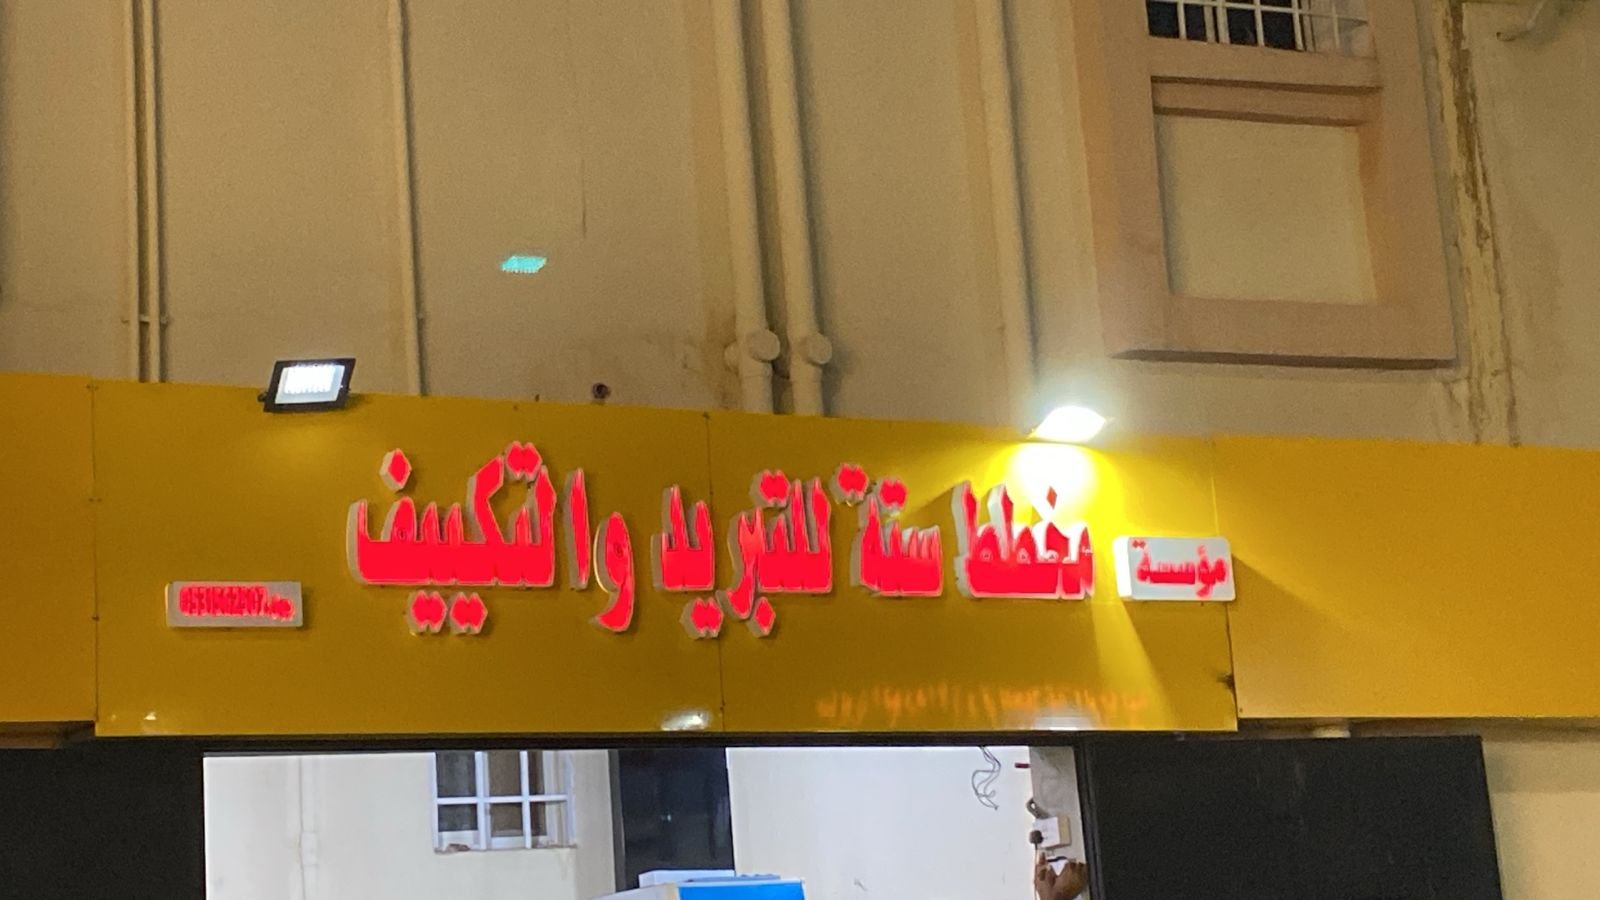 مؤسسة
مخطط ستة للتبريد والتكييف